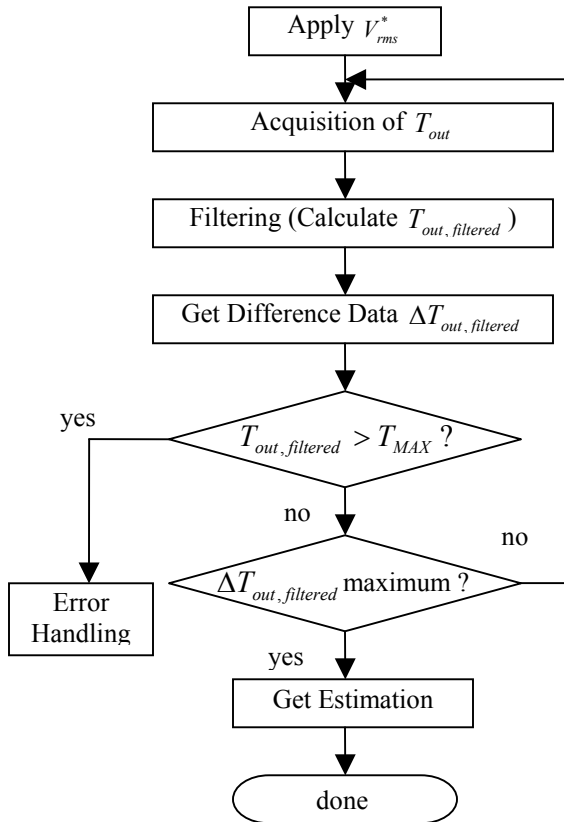 Apply V*rms
Acquisition of Tout
Filtering (Calculate Tout, filtered )
Get Difference Data ΔTout, filtered
yes
Tout, filtered > TMAX ?
no
no
ΔTout, filtered maximum ?
Error
Handling
yes
Get Estimation
done